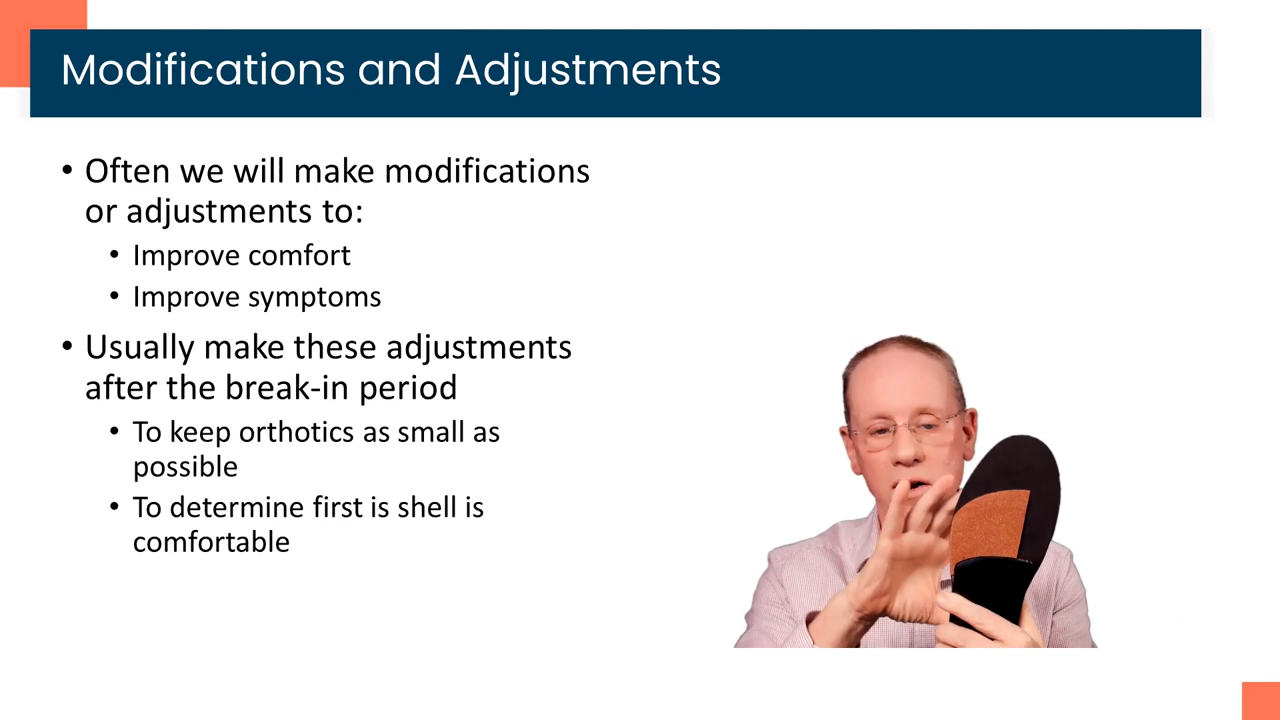 Modifications and Adjustments
• Often we will make modifications
or adjustments to:
• Improve comfort
• Improve symptoms
• Usually make these adjustments
after the break-in period
• To keep orthotics as small as
possible
• To determine first is shell is
comfortable